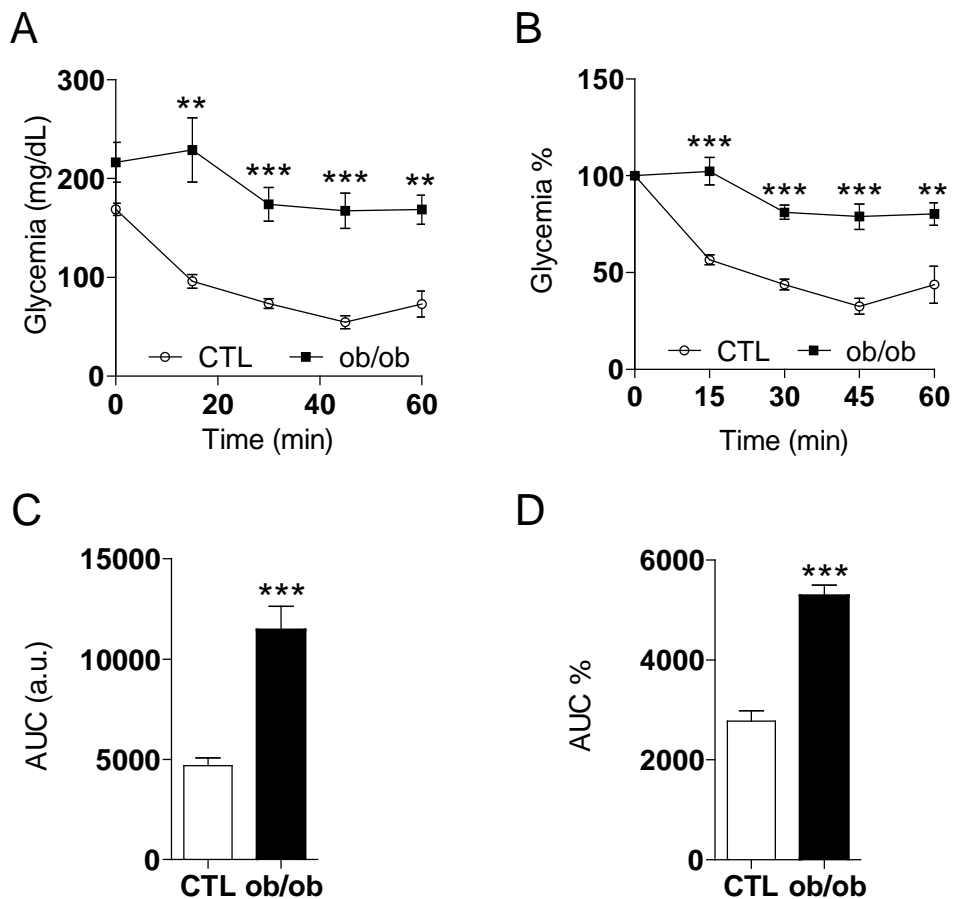 A
300
200
100
0
Glycemia (mg/dL)
**
***
***
**
CTL
ob/ob
0 20 40 60
Time (min)
B
150
100
50
0
Glycemia %
***
***
***
**
CTL
ob/ob
0 15 30 45 60
Time (min)
C
15000
10000
5000
0
AUC (a.u.)
***
CTL ob/ob
D
6000
4000
2000
0
AUC %
***
CTL ob/ob